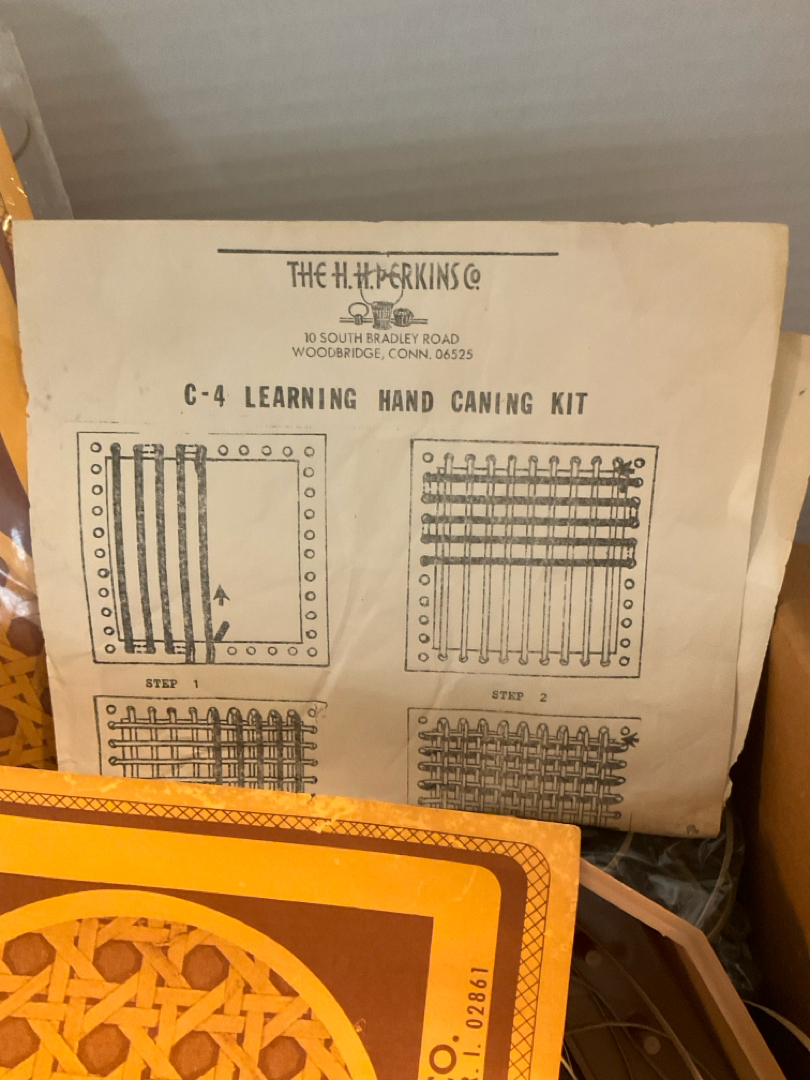 THE H.H. PERKINS CO
10 SOUTH BRADLEY ROAD
WOODBRIDGE, CONN. 06525
C-4 LEARNING HAND CANING KIT
STEP 1
STEP 2
CO.
R. I. 02861